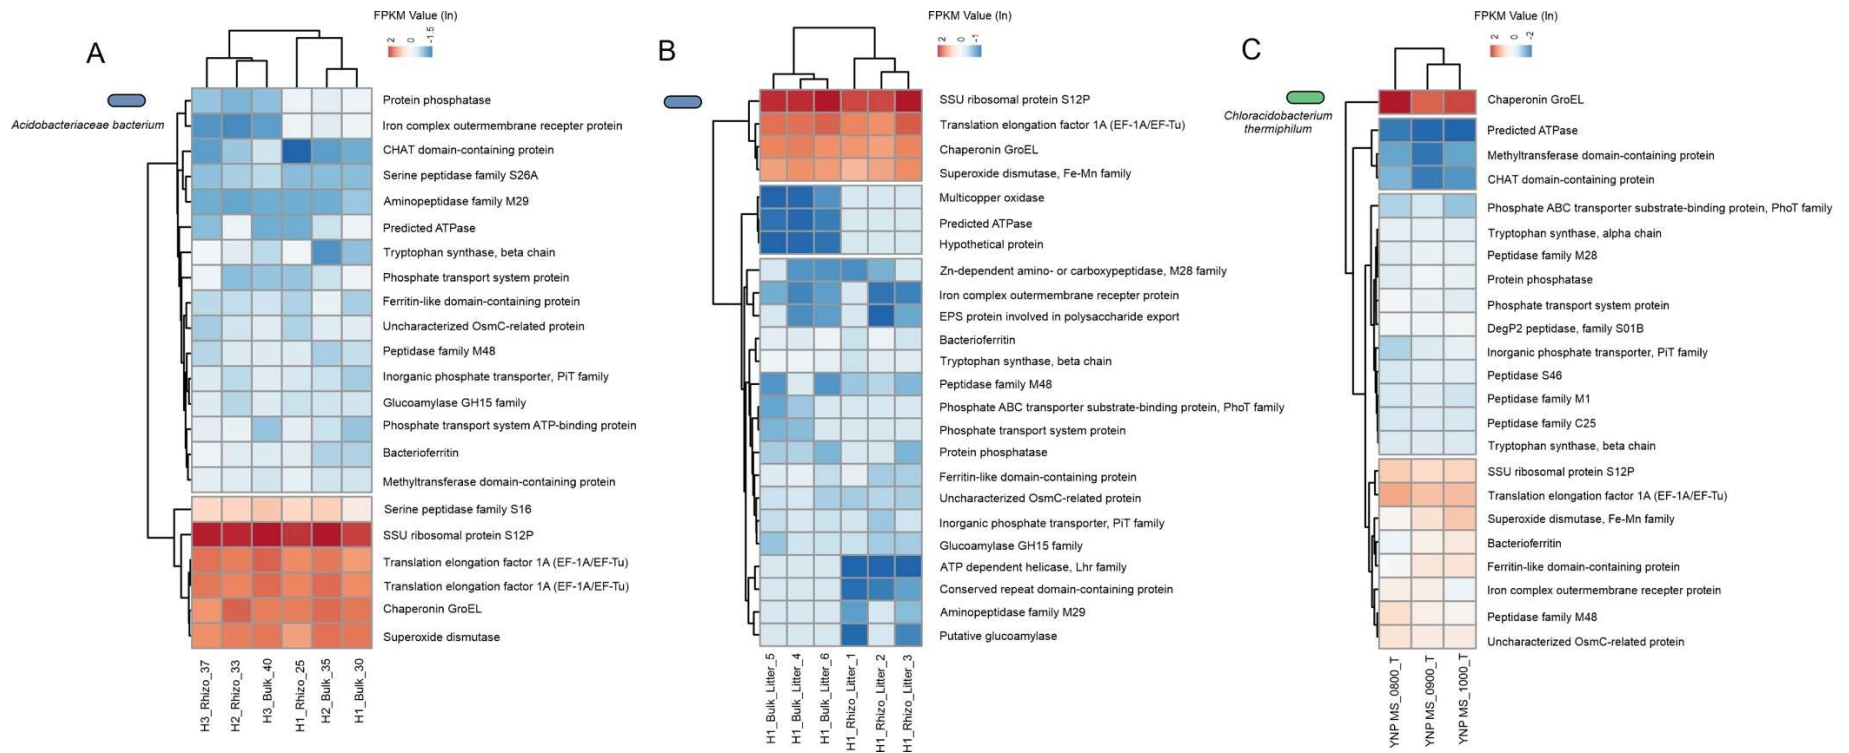 A
FPKM Value (ln)
2
0
-1.5
Acidobacteriaceae bacterium
Protein phosphatase
Iron complex outermembrane recepter protein
CHAT domain-containing protein
Serine peptidase family S26A
Aminopeptidase family M29
Predicted ATPase
Tryptophan synthase, beta chain
Phosphate transport system protein
Ferritin-like domain-containing protein
Uncharacterized OsmC-related protein
Peptidase family M48
Inorganic phosphate transporter, PiT family
Glucoamylase GH15 family
Phosphate transport system ATP-binding protein
Bacterioferritin
Methyltransferase domain-containing protein
Serine peptidase family S16
SSU ribosomal protein S12P
Translation elongation factor 1A (EF-1A/EF-Tu)
Translation elongation factor 1A (EF-1A/EF-Tu)
Chaperonin GroEL
Superoxide dismutase
H3_Rhizo_37
H2_Rhizo_33
H3_Bulk_40
H1_Rhizo_25
H2_Bulk_35
H1_Bulk_30
B
FPKM Value (ln)
2
0
-1
SSU ribosomal protein S12P
Translation elongation factor 1A (EF-1A/EF-Tu)
Chaperonin GroEL
Superoxide dismutase, Fe-Mn family
Multicopper oxidase
Predicted ATPase
Hypothetical protein
Zn-dependent amino- or carboxypeptidase, M28 family
Iron complex outermembrane recepter protein
EPS protein involved in polysaccharide export
Bacterioferritin
Tryptophan synthase, beta chain
Peptidase family M48
Phosphate ABC transporter substrate-binding protein, PhoT family
Phosphate transport system protein
Protein phosphatase
Ferritin-like domain-containing protein
Uncharacterized OsmC-related protein
Inorganic phosphate transporter, PiT family
Glucoamylase GH15 family
ATP dependent helicase, Lhr family
Conserved repeat domain-containing protein
Aminopeptidase family M29
Putative glucoamylase
H1_Bulk_Litter_5
H1_Bulk_Litter_4
H1_Bulk_Litter_6
H1_Rhizo_Litter_1
H1_Rhizo_Litter_2
H1_Rhizo_Litter_3
C
FPKM Value (ln)
2
0
-2
Chloracidobacterium
thermiphilum
Chaperonin GroEL
Predicted ATPase
Methyltransferase domain-containing protein
CHAT domain-containing protein
Phosphate ABC transporter substrate-binding protein, PhoT family
Tryptophan synthase, alpha chain
Peptidase family M28
Protein phosphatase
Phosphate transport system protein
DegP2 peptidase, family S01B
Inorganic phosphate transporter, PiT family
Peptidase S46
Peptidase family M1
Peptidase family C25
Tryptophan synthase, beta chain
SSU ribosomal protein S12P
Translation elongation factor 1A (EF-1A/EF-Tu)
Superoxide dismutase, Fe-Mn family
Bacterioferritin
Ferritin-like domain-containing protein
Iron complex outermembrane recepter protein
Peptidase family M48
Uncharacterized OsmC-related protein
YNP MS_0800_T
YNP MS_0900_T
YNP MS_1000_T